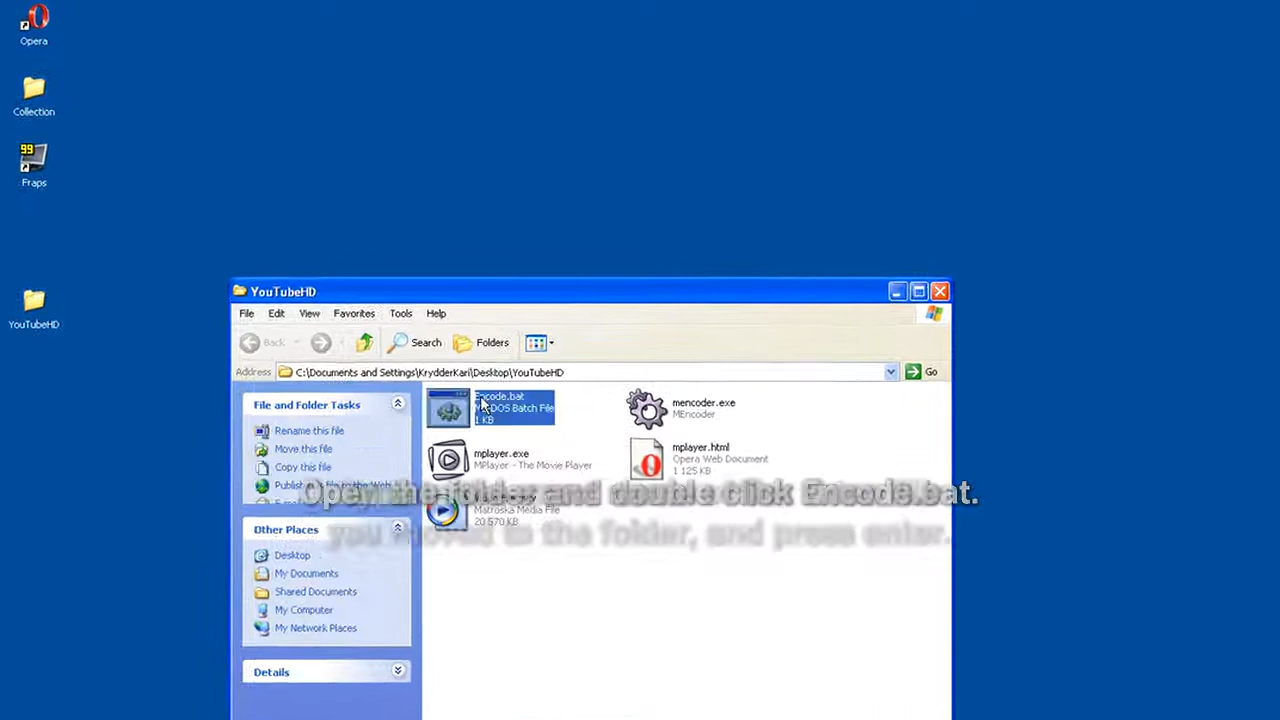 Opera
Collection
99
Fraps
YouTubeHD
YouTubeHD
File Edit View Favorites Tools Help
Back Search Folders
Address C:\Documents and Settings\KrydderKari\Desktop\YouTubeHD Go
File and Folder Tasks
Rename this file
Move this file
Copy this file
Publish this file to the Web
Other Places
Desktop
My Documents
Shared Documents
My Computer
My Network Places
Details
Encode.bat
MS-DOS Batch File
1 KB
mencoder.exe
MEncoder
mplayer.exe
MPlayer - The Movie Player
mplayer.html
Opera Web Document
1 125 KB
Matroska Media File
20 570 KB
Open the folder and double click Encode.bat.
you moved to the folder, and press enter.